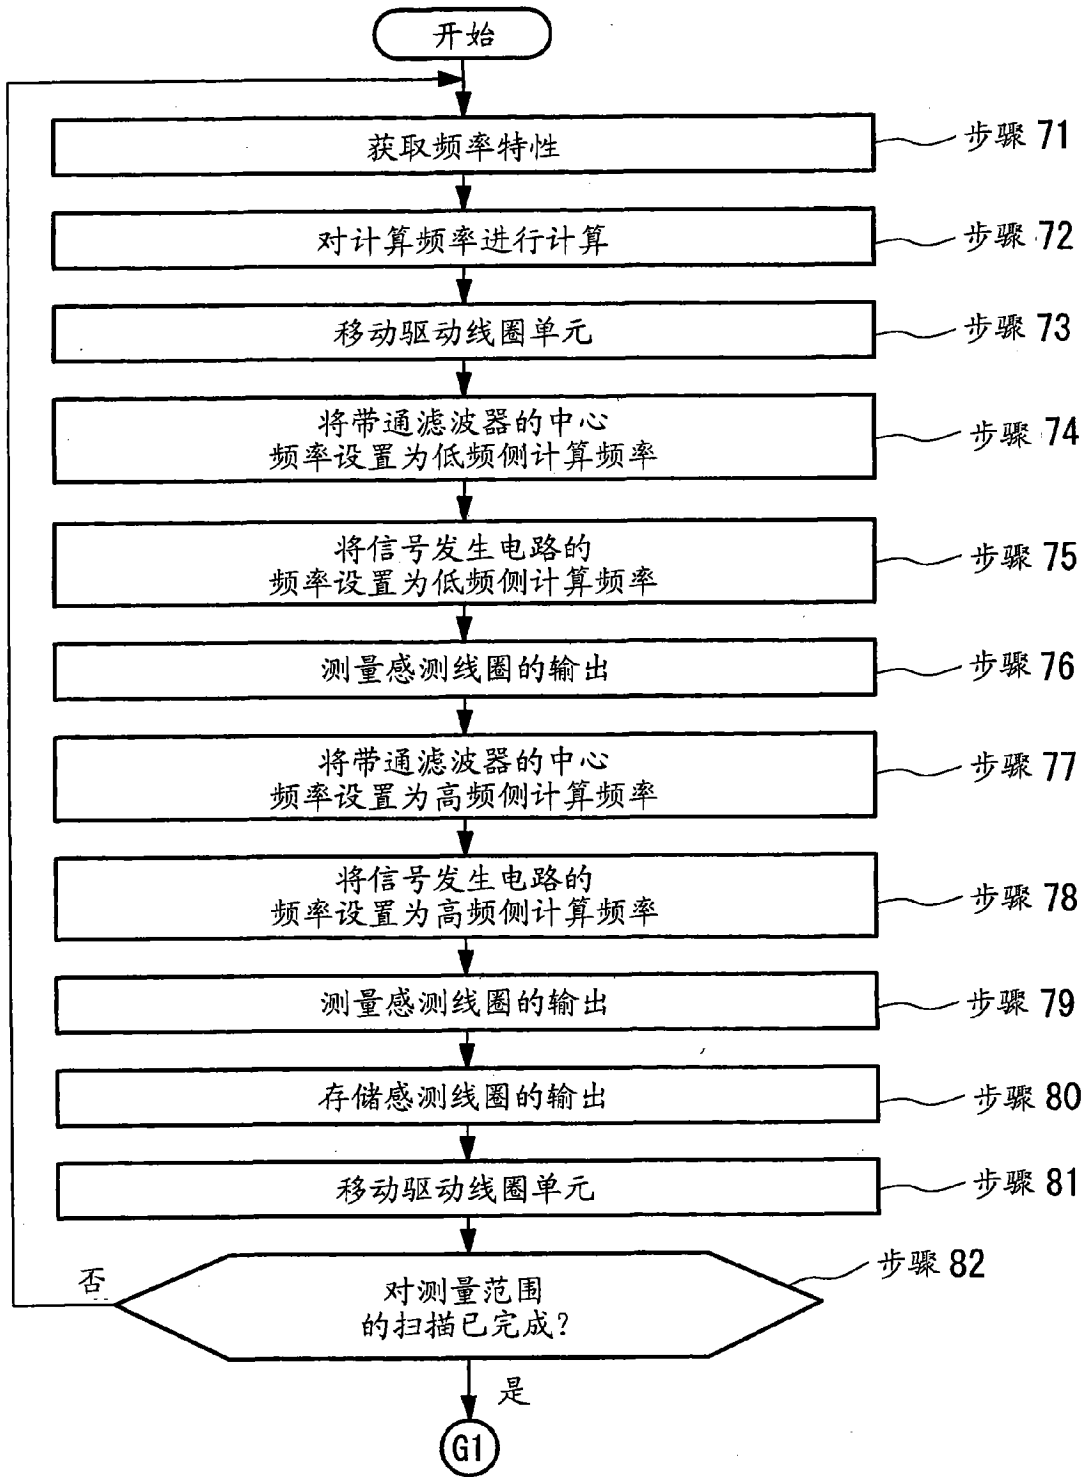 开始
获取频率特性
步骤 71
对计算频率进行计算
步骤 72
移动驱动线圈单元
步骤 73
将带通滤波器的中心
频率设置为低频侧计算频率
步骤 74
将信号发生电路的
频率设置为低频侧计算频率
步骤 75
测量感测线圈的输出
步骤 76
将带通滤波器的中心
频率设置为高频侧计算频率
步骤 77
将信号发生电路的
频率设置为高频侧计算频率
步骤 78
测量感测线圈的输出
步骤 79
存储感测线圈的输出
步骤 80
移动驱动线圈单元
步骤 81
对测量范围
的扫描已完成?
步骤 82
否
是
G1